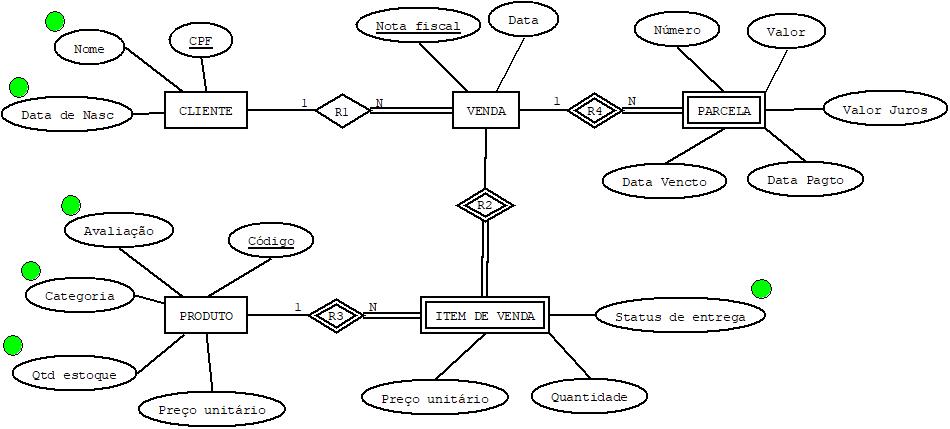 Nome
CPF
Data de Nasc
CLIENTE
1
R1
N
Nota fiscal
Data
VENDA
1
R4
N
Número
Valor
PARCELA
Valor Juros
Data Vencto
Data Pagto
R2
Avaliação
Código
Categoria
PRODUTO
Qtd estoque
Preço unitário
1
R3
N
ITEM DE VENDA
Status de entrega
Preço unitário
Quantidade